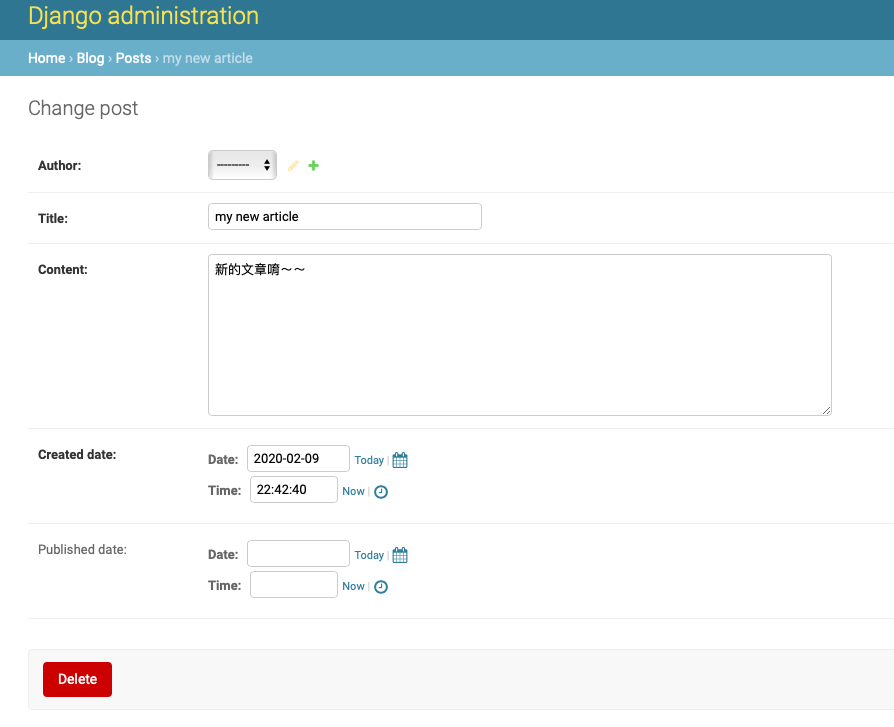 Django administration
Home › Blog › Posts › my new article
Change post
Author: ---------
Title: my new article
Content: 新的文章唷～～
Created date: Date: 2020-02-09 Today |
Time: 22:42:40 Now |
Published date: Date: Today |
Time: Now |
Delete